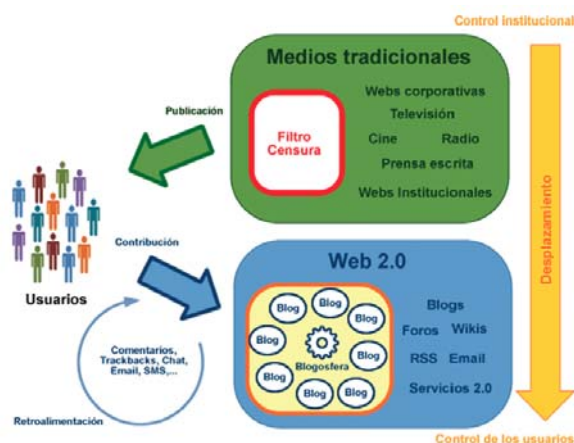 Control institucional
Medios tradicionales
Webs corporativas
Publicación
Televisión
Filtro
Censura
Cine Radio
Prensa escrita
Webs Institucionales
Desplazamiento
Contribución
Usuarios
Web 2.0
Blog
Blog
Blog
Blog
Blog
Blog
Blog
Blog
Blog
Blogosfera
Blogs
Foros Wikis
RSS Email
Servicios 2.0
Comentarios,
Trackbacks, Chat,
Email, SMS,...
Retroalimentación
Control de los usuarios